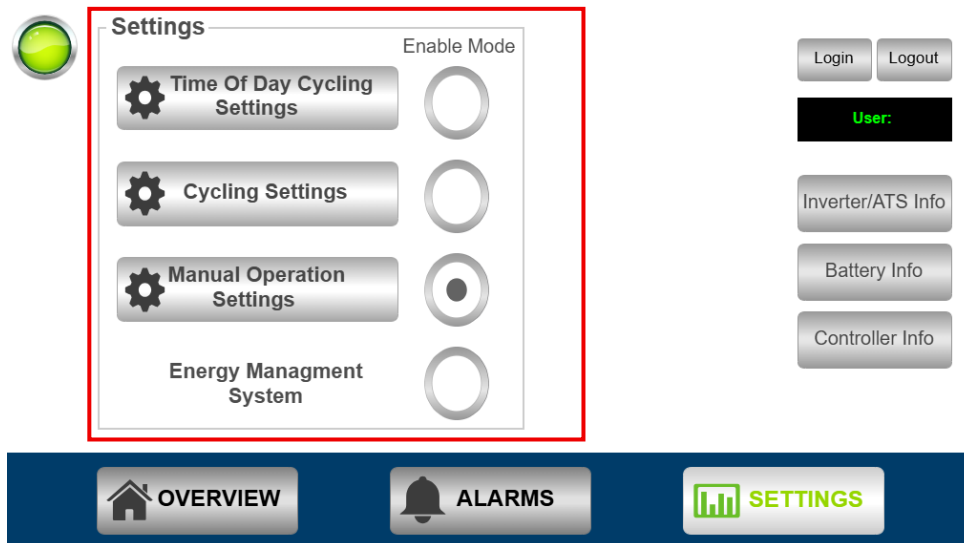 Settings
Enable Mode
Time Of Day Cycling
Settings
Cycling Settings
Manual Operation
Settings
Energy Managment
System
Login
Logout
User:
Inverter/ATS Info
Battery Info
Controller Info
OVERVIEW
ALARMS
SETTINGS